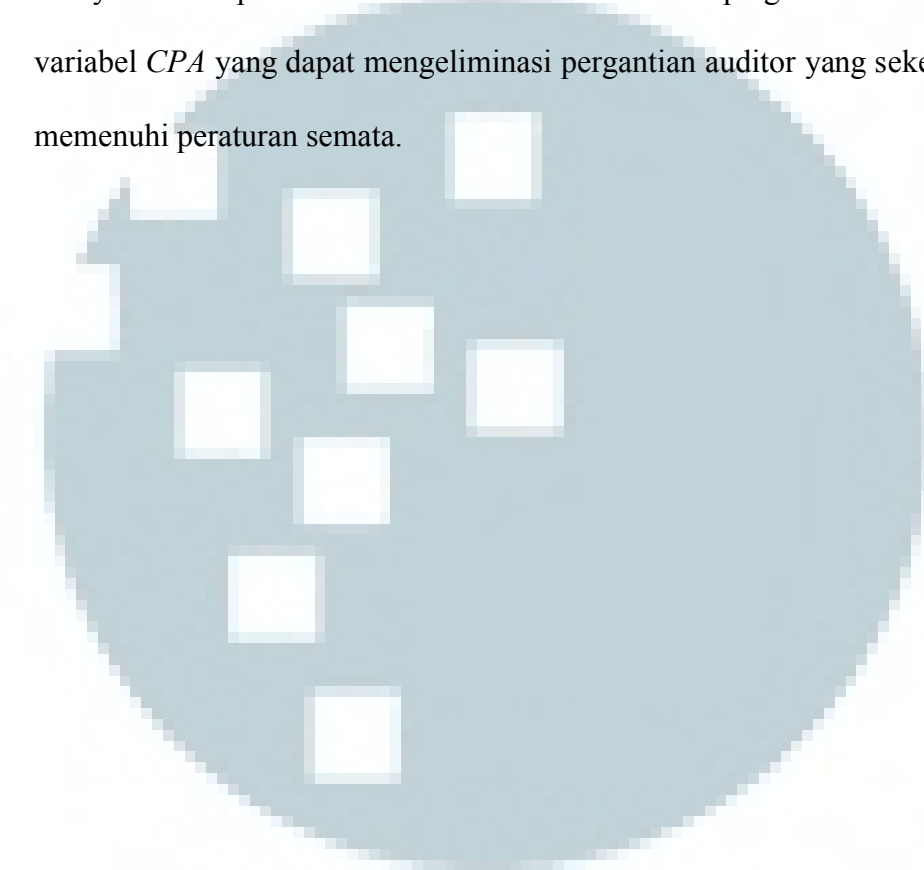 variabel CPA yang dapat mengeliminasi pergantian auditor yang
memenuhi peraturan semata.